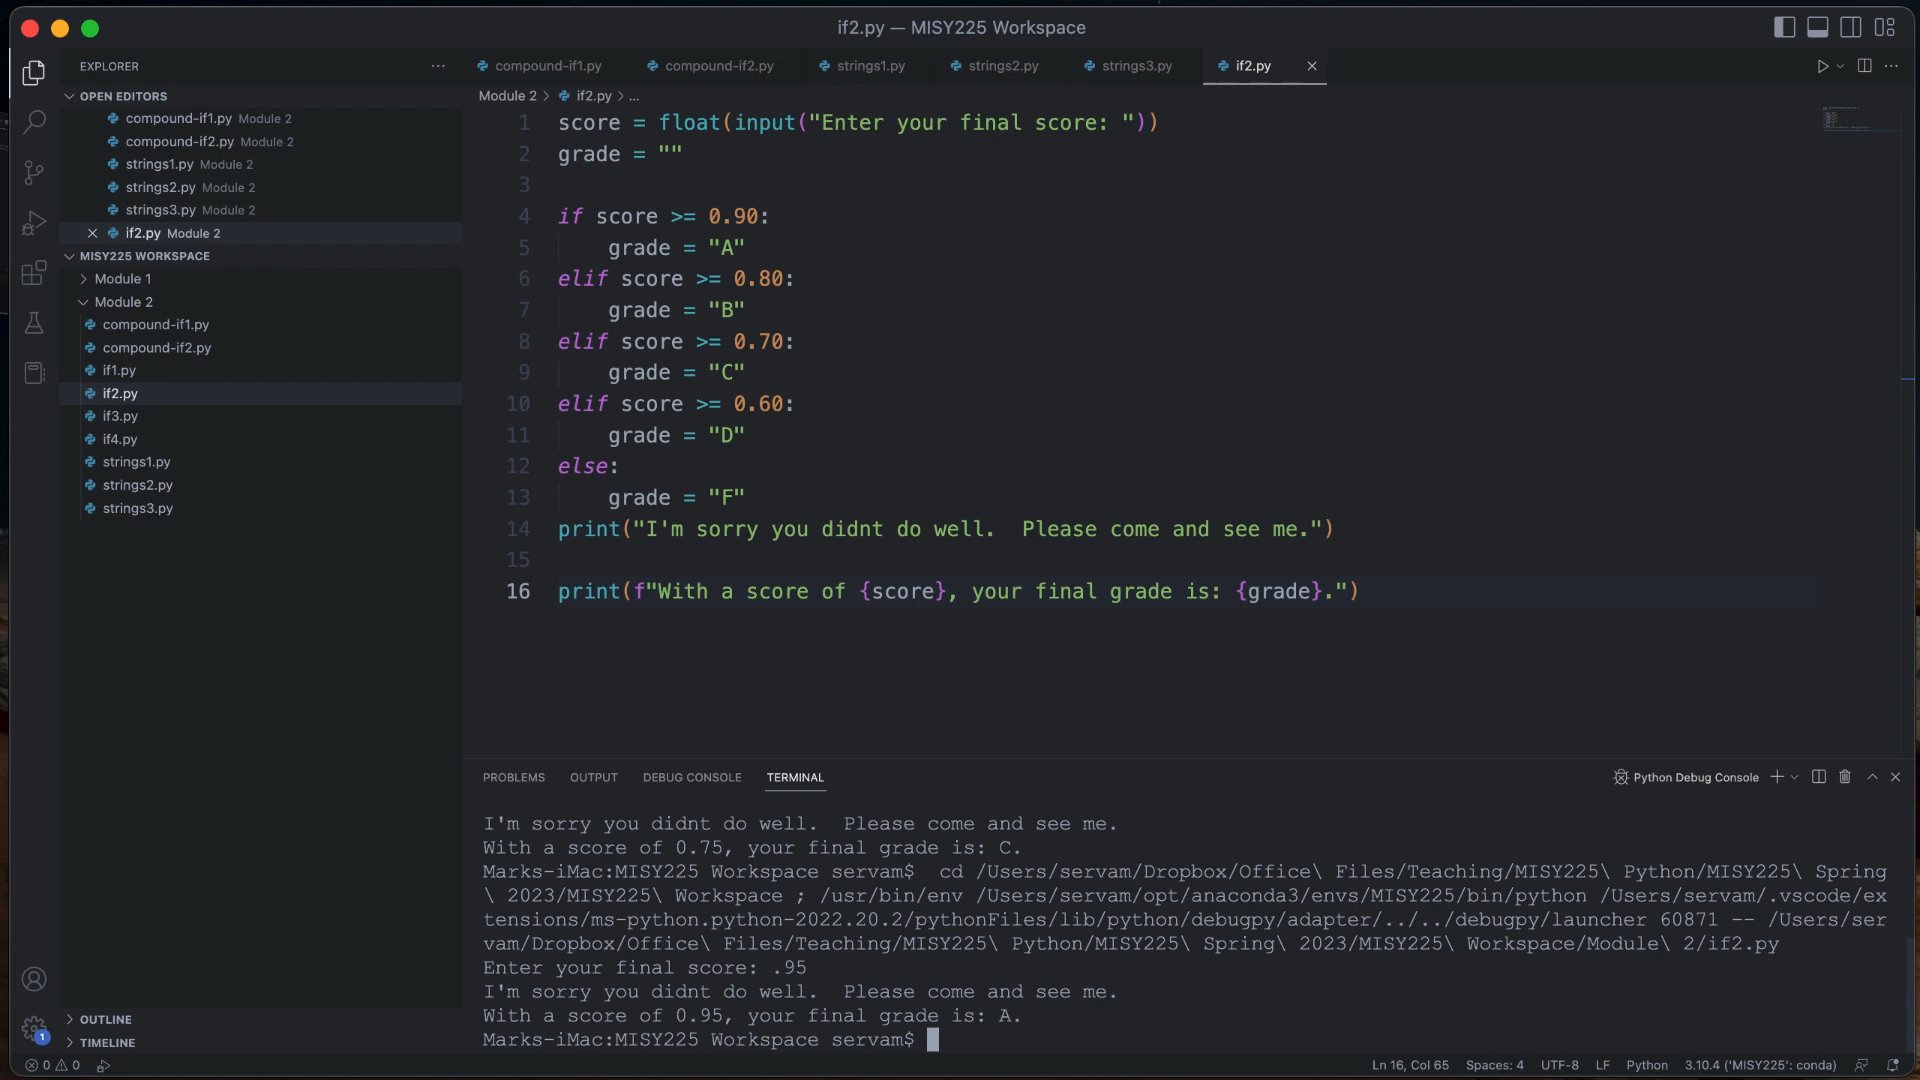 if2.py — MISY225 Workspace
EXPLORER
OPEN EDITORS
compound-if1.py Module 2
compound-if2.py Module 2
strings1.py Module 2
strings2.py Module 2
strings3.py Module 2
if2.py Module 2
MISY225 WORKSPACE
Module 1
Module 2
compound-if1.py
compound-if2.py
if1.py
if2.py
if3.py
if4.py
strings1.py
strings2.py
strings3.py
OUTLINE
TIMELINE
compound-if1.py compound-if2.py strings1.py strings2.py strings3.py if2.py
Module 2 > if2.py > ...
1 score = float(input("Enter your final score: "))
2 grade = ""
3
4 if score >= 0.90:
5 grade = "A"
6 elif score >= 0.80:
7 grade = "B"
8 elif score >= 0.70:
9 grade = "C"
10 elif score >= 0.60:
11 grade = "D"
12 else:
13 grade = "F"
14 print("I'm sorry you didnt do well.  Please come and see me.")
15
16 print(f"With a score of {score}, your final grade is: {grade}.")
PROBLEMS OUTPUT DEBUG CONSOLE TERMINAL
Python Debug Console
I'm sorry you didnt do well.  Please come and see me.
With a score of 0.75, your final grade is: C.
Marks-iMac:MISY225 Workspace servam$  cd /Users/servam/Dropbox/Office\ Files/Teaching/MISY225\ Python/MISY225\ Spring
\ 2023/MISY225\ Workspace ; /usr/bin/env /Users/servam/opt/anaconda3/envs/MISY225/bin/python /Users/servam/.vscode/ex
tensions/ms-python.python-2022.20.2/pythonFiles/lib/python/debugpy/adapter/../../debugpy/launcher 60871 -- /Users/ser
vam/Dropbox/Office\ Files/Teaching/MISY225\ Python/MISY225\ Spring\ 2023/MISY225\ Workspace/Module\ 2/if2.py
Enter your final score: .95
I'm sorry you didnt do well.  Please come and see me.
With a score of 0.95, your final grade is: A.
Marks-iMac:MISY225 Workspace servam$
1
0 0 Ln 16, Col 65 Spaces: 4 UTF-8 LF Python 3.10.4 ('MISY225': conda)